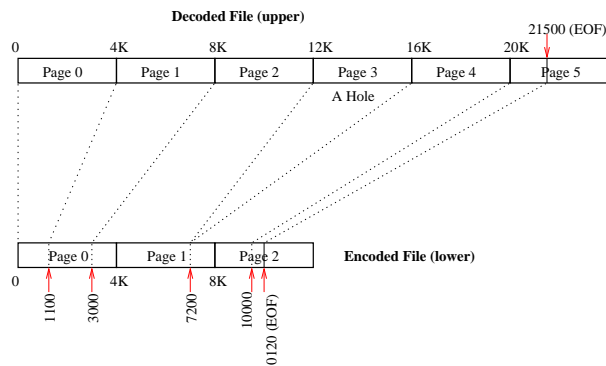 Decoded File (upper)
21500 (EOF)
0 4K 8K 12K 16K 20K
Page 0 Page 1 Page 2 Page 3 Page 4 Page 5
A Hole
Page 0 Page 1 Page 2
Encoded File (lower)
0 4K 8K
1100
3000
7200
10000
0120 (EOF)